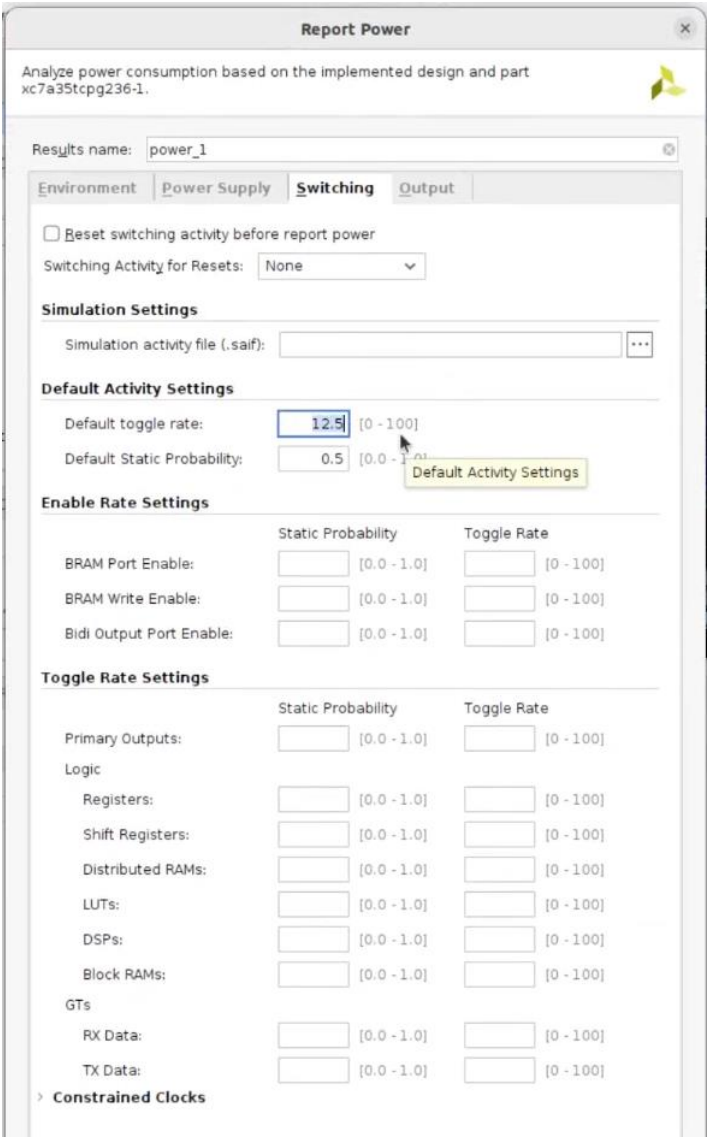 Report Power
Analyze power consumption based on the implemented design and part
xc7a35tcpg236-1.
Results name: power_1
Environment Power Supply Switching Output
Reset switching activity before report power
Switching Activity for Resets: None
Simulation Settings
Simulation activity file (.saif): ...
Default Activity Settings
Default toggle rate: 12.5 [0 - 100]
Default Static Probability: 0.5 [0.0 - 1.0]
Default Activity Settings
Enable Rate Settings
Static Probability Toggle Rate
BRAM Port Enable: [0.0 - 1.0] [0 - 100]
BRAM Write Enable: [0.0 - 1.0] [0 - 100]
Bidi Output Port Enable: [0.0 - 1.0] [0 - 100]
Toggle Rate Settings
Static Probability Toggle Rate
Primary Outputs: [0.0 - 1.0] [0 - 100]
Logic
Registers: [0.0 - 1.0] [0 - 100]
Shift Registers: [0.0 - 1.0] [0 - 100]
Distributed RAMs: [0.0 - 1.0] [0 - 100]
LUTs: [0.0 - 1.0] [0 - 100]
DSPs: [0.0 - 1.0] [0 - 100]
Block RAMs: [0.0 - 1.0] [0 - 100]
GTs
RX Data: [0.0 - 1.0] [0 - 100]
TX Data: [0.0 - 1.0] [0 - 100]
Constrained Clocks